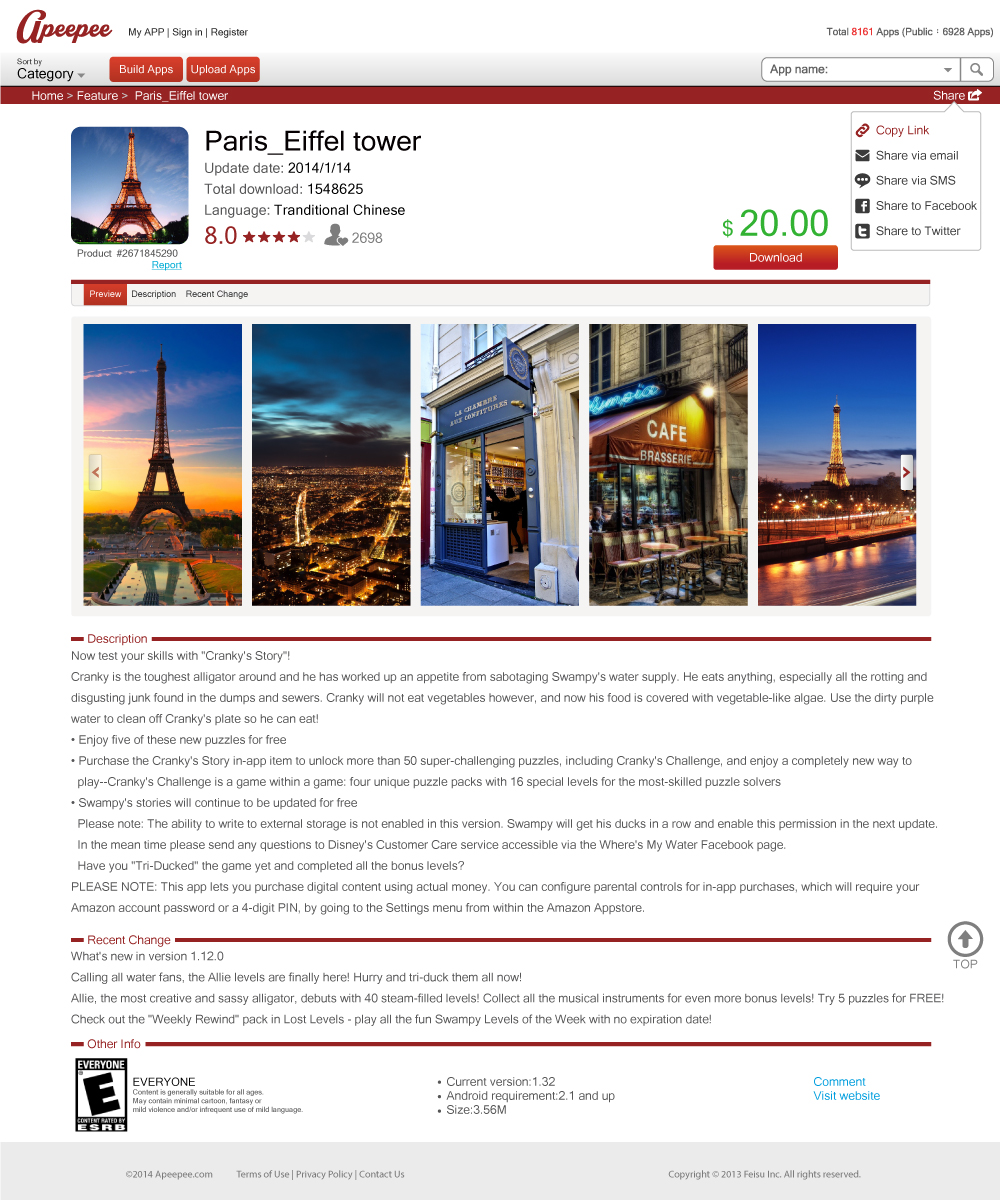 Apeepee
My APP | Sign in | Register
Total 8161 Apps (Public : 6928 Apps)
Sort by
Category
Build Apps
Upload Apps
App name:
Home > Feature > Paris_Eiffel tower
Share
Copy Link
Share via email
Share via SMS
Share to Facebook
Share to Twitter
Paris_Eiffel tower
Update date: 2014/1/14
Total download: 1548625
Language: Tranditional Chinese
8.0
2698
Product #2671845290
Report
$ 20.00
Download
Preview
Description
Recent Change
LA CHAMBRE
AUX CONFITURES
CAFE
BRASSERIE
Description
Now test your skills with "Cranky's Story"!
Cranky is the toughest alligator around and he has worked up an appetite from sabotaging Swampy's water supply. He eats anything, especially all the rotting and
disgusting junk found in the dumps and sewers. Cranky will not eat vegetables however, and now his food is covered with vegetable-like algae. Use the dirty purple
water to clean off Cranky's plate so he can eat!
• Enjoy five of these new puzzles for free
• Purchase the Cranky's Story in-app item to unlock more than 50 super-challenging puzzles, including Cranky's Challenge, and enjoy a completely new way to
play--Cranky's Challenge is a game within a game: four unique puzzle packs with 16 special levels for the most-skilled puzzle solvers
• Swampy's stories will continue to be updated for free
Please note: The ability to write to external storage is not enabled in this version. Swampy will get his ducks in a row and enable this permission in the next update.
In the mean time please send any questions to Disney's Customer Care service accessible via the Where's My Water Facebook page.
Have you "Tri-Ducked" the game yet and completed all the bonus levels?
PLEASE NOTE: This app lets you purchase digital content using actual money. You can configure parental controls for in-app purchases, which will require your
Amazon account password or a 4-digit PIN, by going to the Settings menu from within the Amazon Appstore.
Recent Change
What's new in version 1.12.0
Calling all water fans, the Allie levels are finally here! Hurry and tri-duck them all now!
Allie, the most creative and sassy alligator, debuts with 40 steam-filled levels! Collect all the musical instruments for even more bonus levels! Try 5 puzzles for FREE!
Check out the "Weekly Rewind" pack in Lost Levels - play all the fun Swampy Levels of the Week with no expiration date!
TOP
Other Info
EVERYONE
E
CONTENT RATED BY
ESRB
EVERYONE
Content is generally suitable for all ages.
May contain minimal cartoon, fantasy or
mild violence and/or infrequent use of mild language.
• Current version:1.32
• Android requirement:2.1 and up
• Size:3.56M
Comment
Visit website
©2014 Apeepee.com
Terms of Use | Privacy Policy | Contact Us
Copyright © 2013 Feisu Inc. All rights reserved.